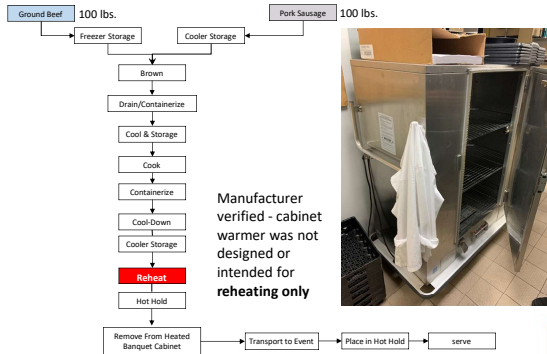 Ground Beef
100 lbs.
Pork Sausage
100 lbs.
Freezer Storage
Cooler Storage
Brown
Drain/Containerize
Cool & Storage
Cook
Containerize
Cool-Down
Cooler Storage
Reheat
Hot Hold
Manufacturer
verified - cabinet
warmer was not
designed or
intended for
reheating only
Remove From Heated
Banquet Cabinet
Transport to Event
Place in Hot Hold
serve